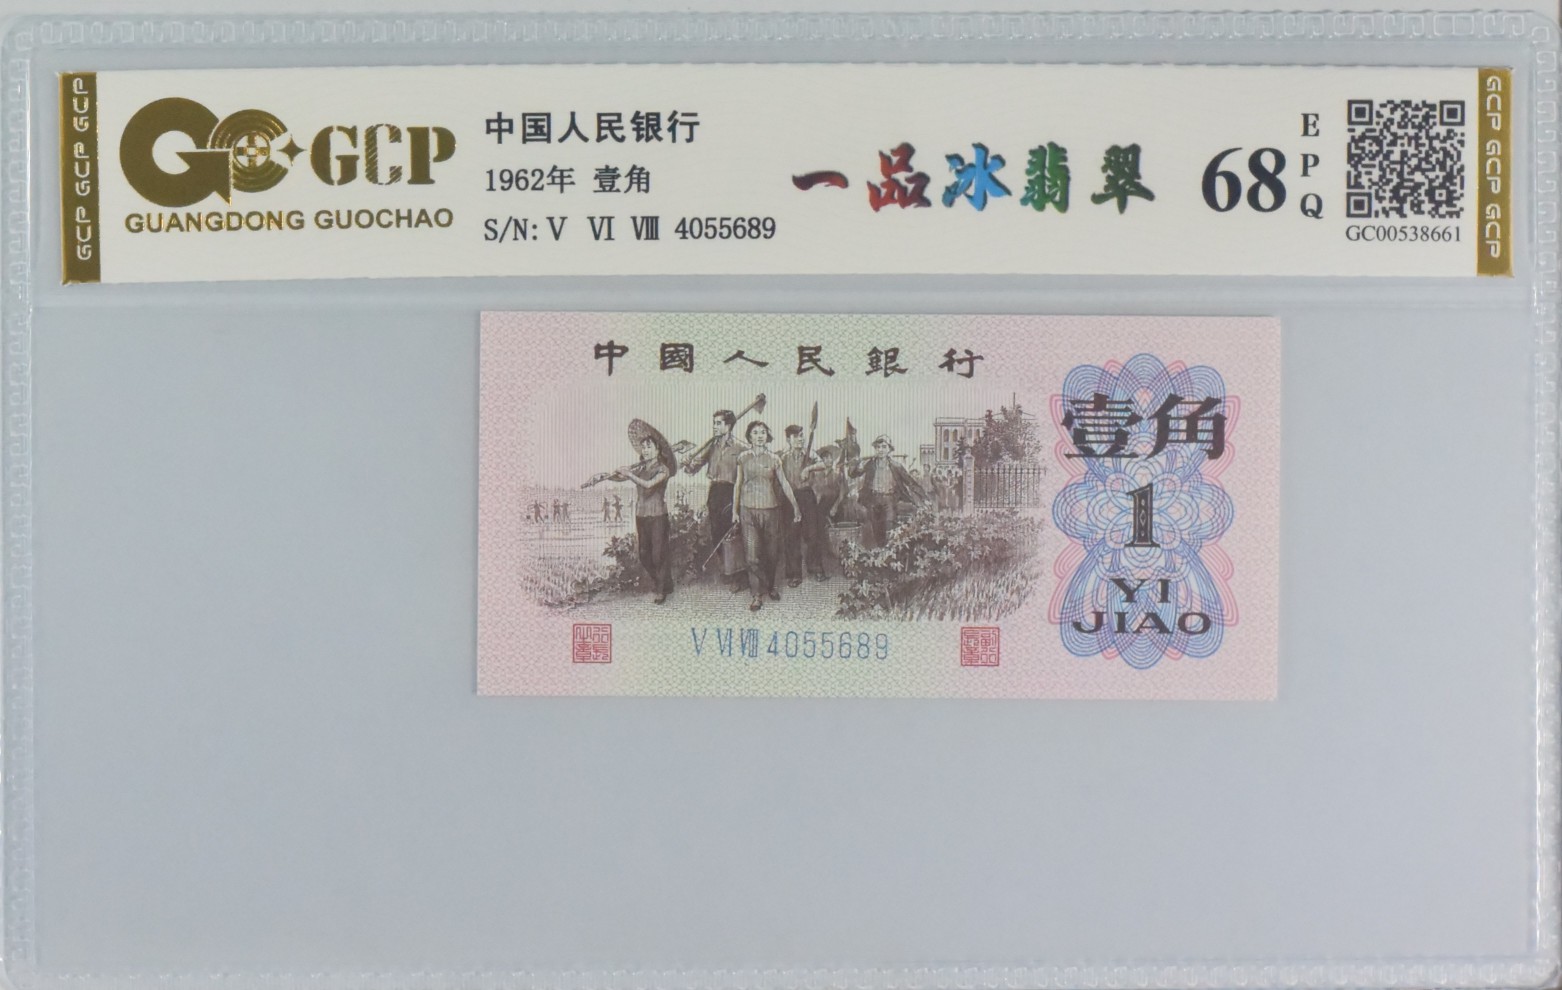 GCP GCP GCP
GCP
GUANGDONG GUOCHAO
中国人民银行
1962年 壹角
S/N: V VI VIII 4055689
一品冰翡翠
68
EPQ
GC00538661
GCP GCP GCP
中國人民銀行
壹角
1
YI
JIAO
V VI VIII 4055689